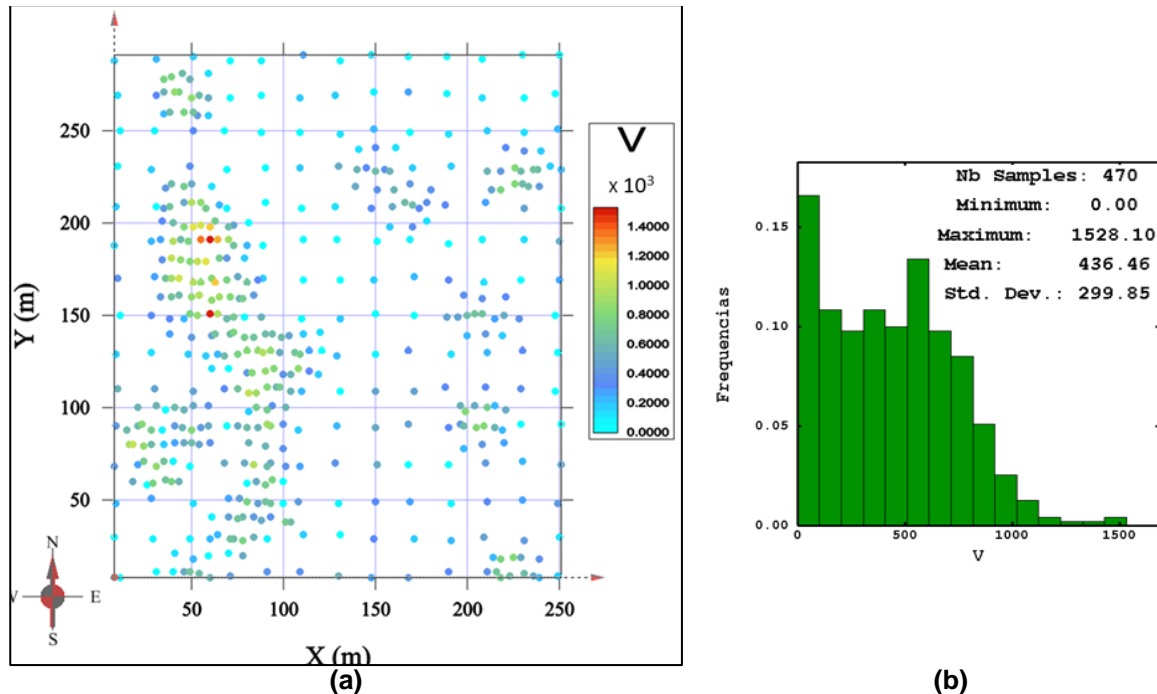 V
x 10³
1.4000
1.2000
1.0000
0.8000
0.6000
0.4000
0.2000
0.0000
250
200
150
100
50
Y (m)
N
V E
S
50 100 150 200 250
X (m)
(a)
Nb Samples: 470
Minimum: 0.00
Maximum: 1528.10
Mean: 436.46
Std. Dev.: 299.85
0.15
0.10
0.05
0.00
Frequencias
0 500 1000 1500
V
(b)